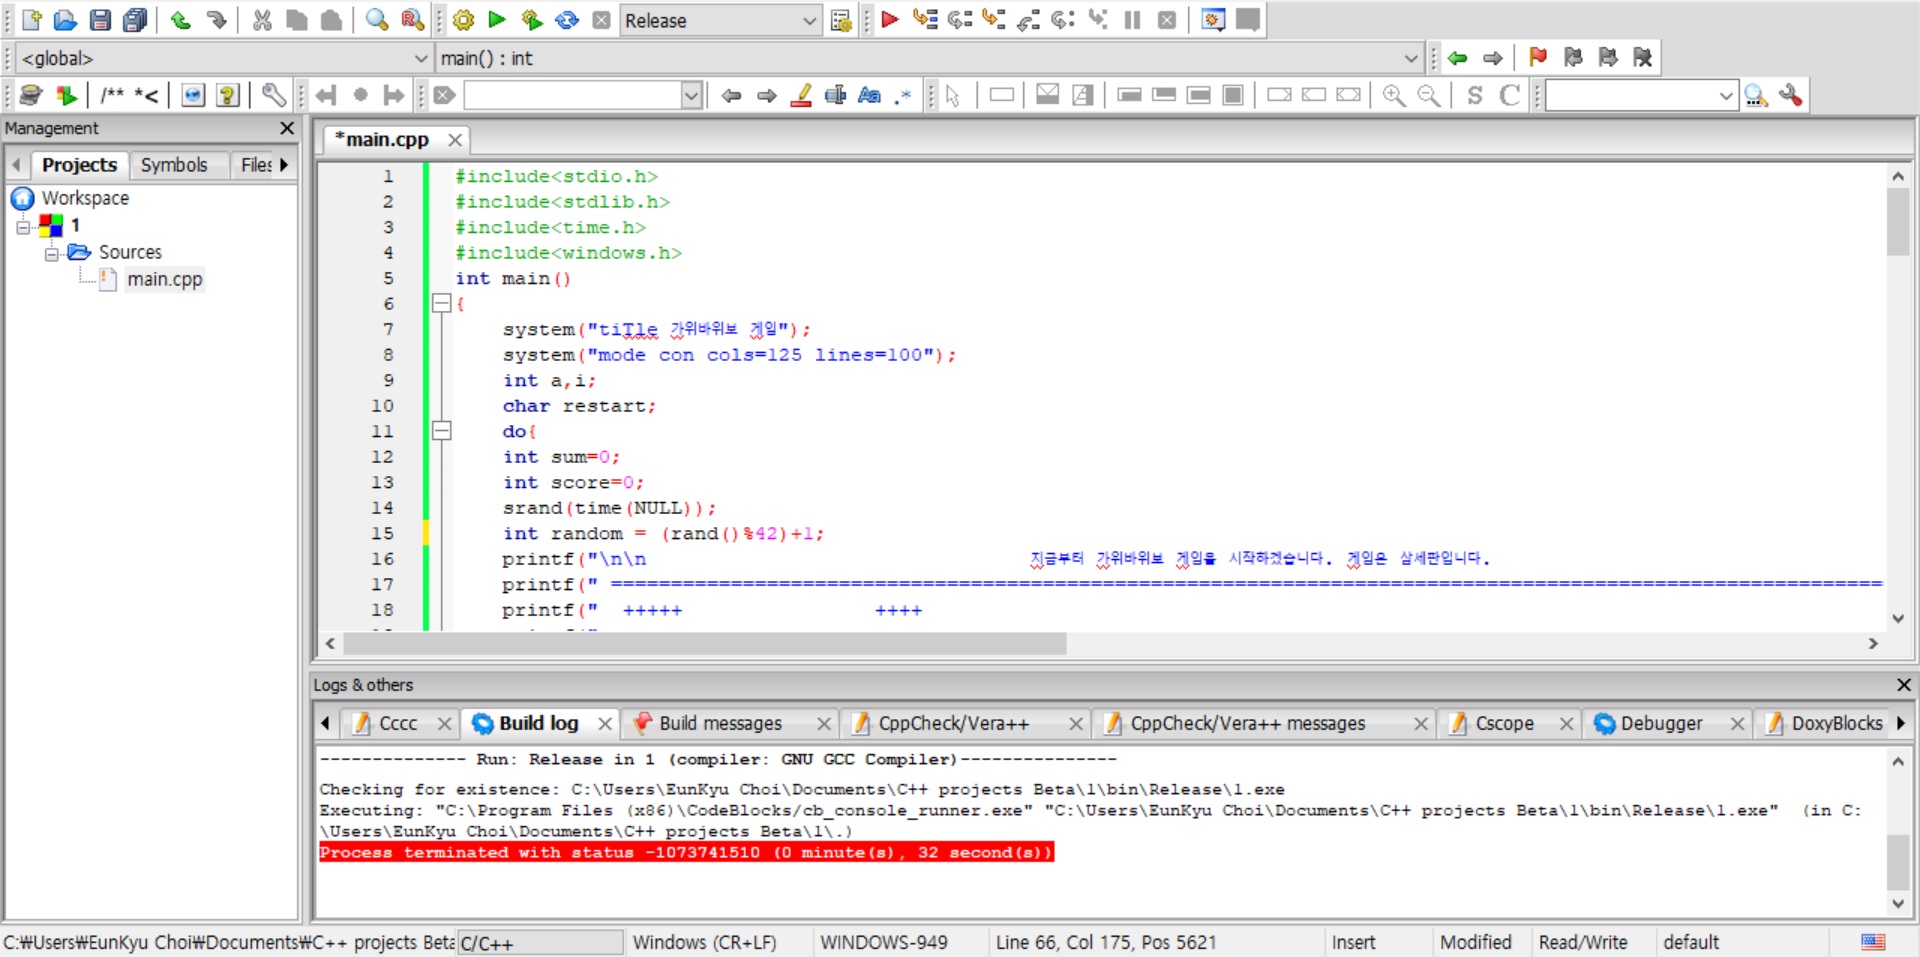 Release
<global>
main() : int
/** *<
Aa .*
S C
Management
Projects Symbols Files
Workspace
1
Sources
main.cpp
*main.cpp
1 #include<stdio.h>
2 #include<stdlib.h>
3 #include<time.h>
4 #include<windows.h>
5 int main()
6 {
7 system("tiTle 가위바위보 게임");
8 system("mode con cols=125 lines=100");
9 int a,i;
10 char restart;
11 do{
12 int sum=0;
13 int score=0;
14 srand(time(NULL));
15 int random = (rand()%42)+1;
16 printf("\n\n 지금부터 가위바위보 게임을 시작하겠습니다. 게임은 삼세판입니다.
17 printf(" ==========================================================================================================
18 printf(" +++++ ++++
Logs & others
Cccc Build log Build messages CppCheck/Vera++ CppCheck/Vera++ messages Cscope Debugger DoxyBlocks
-------------- Run: Release in 1 (compiler: GNU GCC Compiler)---------------
Checking for existence: C:\Users\EunKyu Choi\Documents\C++ projects Beta\1\bin\Release\1.exe
Executing: "C:\Program Files (x86)\CodeBlocks/cb_console_runner.exe" "C:\Users\EunKyu Choi\Documents\C++ projects Beta\1\bin\Release\1.exe"  (in C:
\Users\EunKyu Choi\Documents\C++ projects Beta\1\.)
Process terminated with status -1073741510 (0 minute(s), 32 second(s))
C:₩Users₩EunKyu Choi₩Documents₩C++ projects Beta C/C++ Windows (CR+LF) WINDOWS-949 Line 66, Col 175, Pos 5621 Insert Modified Read/Write default